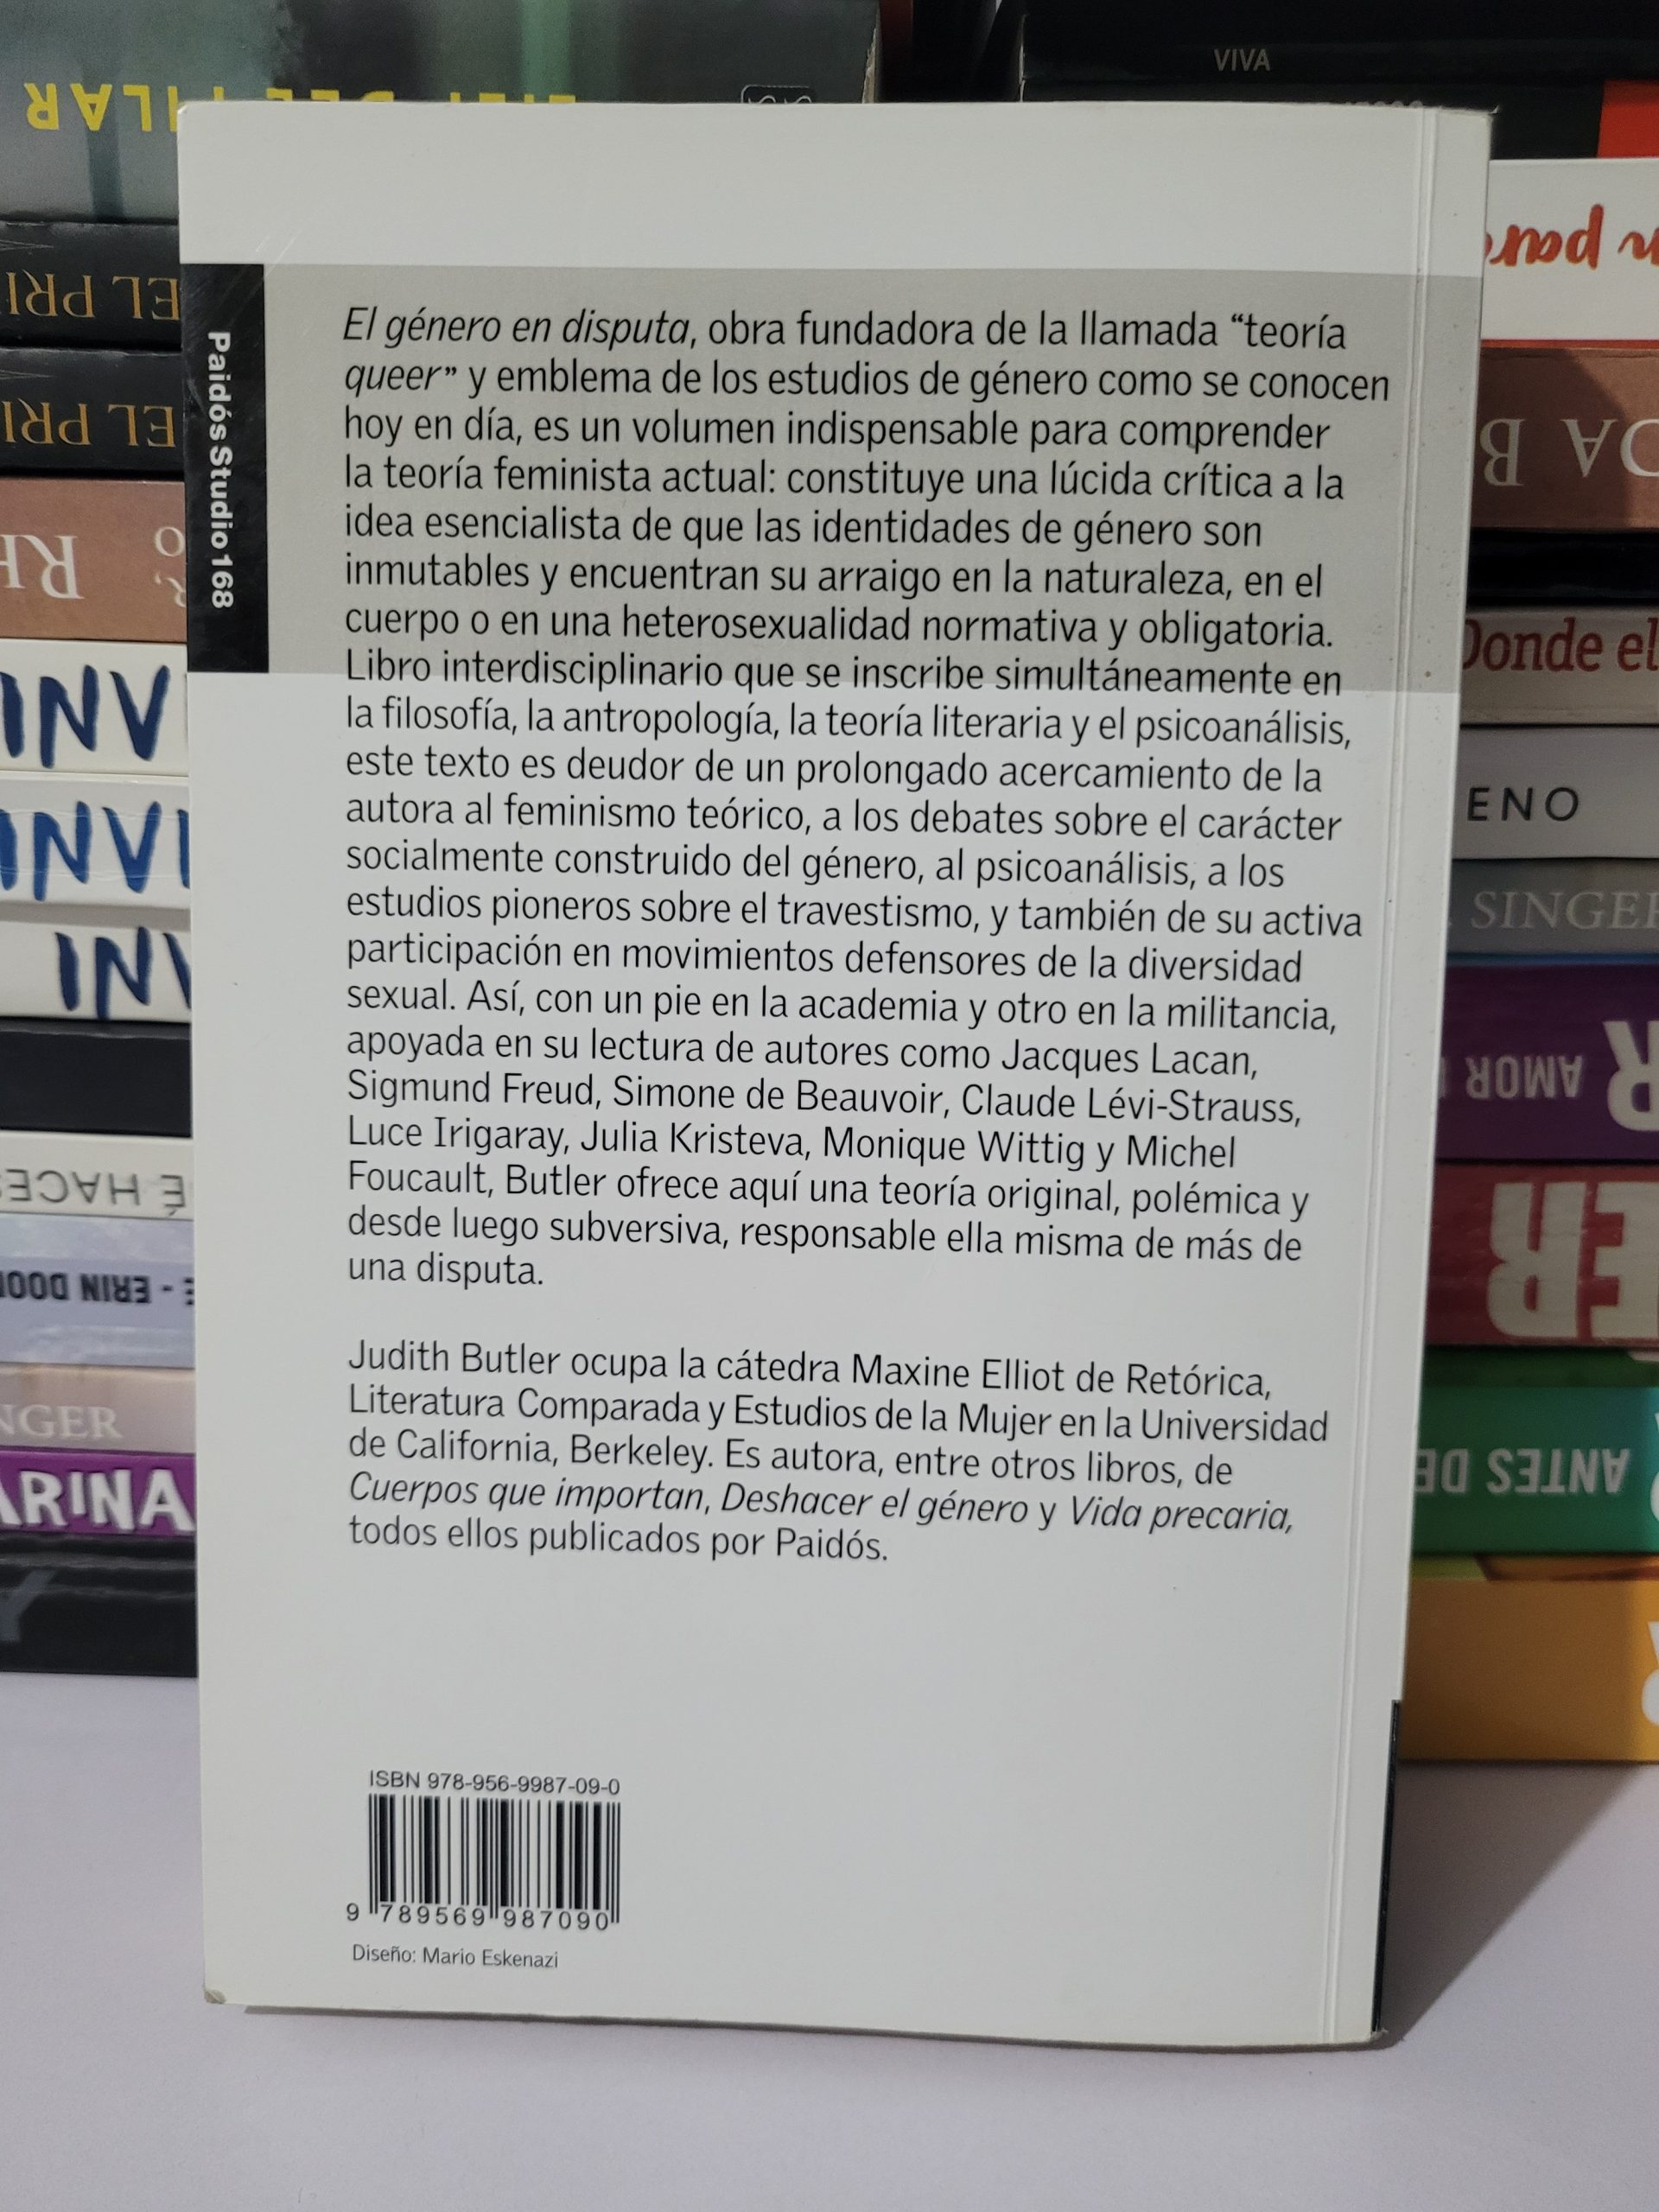 VIVA
EL PRI
EL PRI
INV
INVI
INV
É HACES
- ERIN DOOM
NGER
ARINA
Paidós Studio 168
El género en disputa, obra fundadora de la llamada “teoría
queer” y emblema de los estudios de género como se conocen
hoy en día, es un volumen indispensable para comprender
la teoría feminista actual: constituye una lúcida crítica a la
idea esencialista de que las identidades de género son
inmutables y encuentran su arraigo en la naturaleza, en el
cuerpo o en una heterosexualidad normativa y obligatoria.
Libro interdisciplinario que se inscribe simultáneamente en
la filosofía, la antropología, la teoría literaria y el psicoanálisis,
este texto es deudor de un prolongado acercamiento de la
autora al feminismo teórico, a los debates sobre el carácter
socialmente construido del género, al psicoanálisis, a los
estudios pioneros sobre el travestismo, y también de su activa
participación en movimientos defensores de la diversidad
sexual. Así, con un pie en la academia y otro en la militancia,
apoyada en su lectura de autores como Jacques Lacan,
Sigmund Freud, Simone de Beauvoir, Claude Lévi-Strauss,
Luce Irigaray, Julia Kristeva, Monique Wittig y Michel
Foucault, Butler ofrece aquí una teoría original, polémica y
desde luego subversiva, responsable ella misma de más de
una disputa.
Judith Butler ocupa la cátedra Maxine Elliot de Retórica,
Literatura Comparada y Estudios de la Mujer en la Universidad
de California, Berkeley. Es autora, entre otros libros, de
Cuerpos que importan, Deshacer el género y Vida precaria,
todos ellos publicados por Paidós.
ISBN 978-956-9987-09-0
9 789569 987090
Diseño: Mario Eskenazi
Donde el
ENO
SINGER
AMOR
ER
ANTES DE